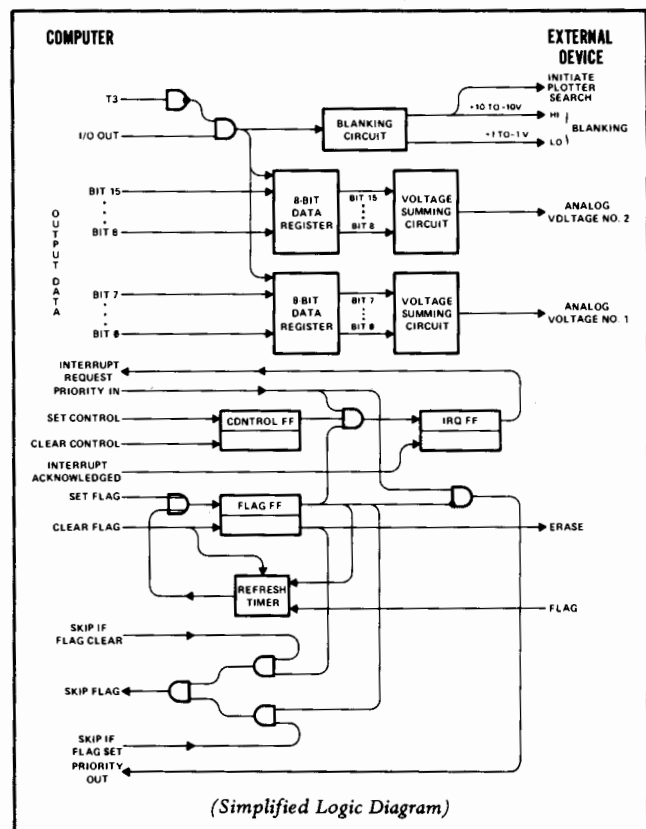 COMPUTER
EXTERNAL
DEVICE
T3
I/O OUT
BLANKING
CIRCUIT
INITIATE
PLOTTER
SEARCH
+10 TO -10V
HI
BLANKING
+1 TO -1 V
LO
OUTPUT DATA
BIT 15
BIT 8
8-BIT
DATA
REGISTER
BIT 15
BIT 8
VOLTAGE
SUMMING
CIRCUIT
ANALOG
VOLTAGE NO. 2
BIT 7
BIT 0
8-BIT
DATA
REGISTER
BIT 7
BIT 0
VOLTAGE
SUMMING
CIRCUIT
ANALOG
VOLTAGE NO. 1
INTERRUPT
REQUEST
PRIORITY IN
SET CONTROL
CONTROL FF
IRQ FF
CLEAR CONTROL
INTERRUPT
ACKNOWLEDGED
SET FLAG
FLAG FF
CLEAR FLAG
ERASE
REFRESH
TIMER
FLAG
SKIP IF
FLAG CLEAR
SKIP FLAG
SKIP IF
FLAG SET
PRIORITY
OUT
(Simplified Logic Diagram)